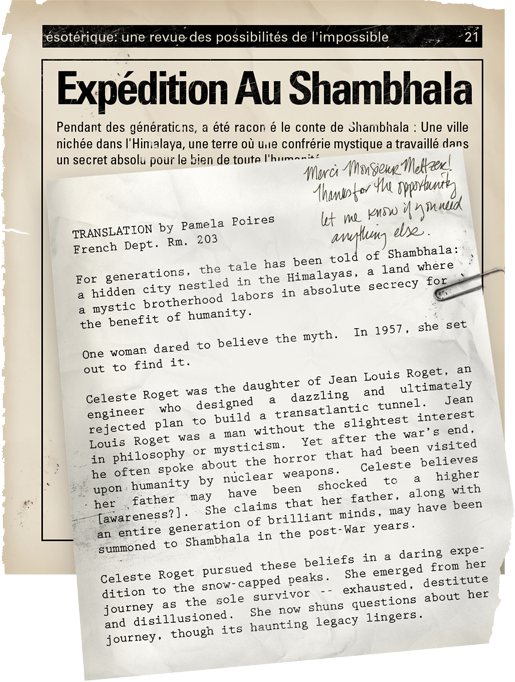 ésotérique: une revue des possibilités de l'impossible 21
Expédition Au Shambhala
Pendant des générations, a été racon é le conte de Shambhala : Une ville
nichée dans l'Himalaya, une terre où une confrérie mystique a travaillé dans
un secret absolu pour le bien de toute l'humanité.
Merci Monsieur Meltzer!
Thanks for the opportunity
let me know if you need
anything else.
TRANSLATION by Pamela Poires
French Dept. Rm. 203
For generations, the tale has been told of Shambhala:
a hidden city nestled in the Himalayas, a land where
a mystic brotherhood labors in absolute secrecy for
the benefit of humanity.
One woman dared to believe the myth. In 1957, she set
out to find it.
Celeste Roget was the daughter of Jean Louis Roget, an
engineer who designed a dazzling and ultimately
rejected plan to build a transatlantic tunnel. Jean
Louis Roget was a man without the slightest interest
in philosophy or mysticism. Yet after the war's end,
he often spoke about the horror that had been visited
upon humanity by nuclear weapons. Celeste believes
her father may have been shocked to a higher
[awareness?]. She claims that her father, along with
an entire generation of brilliant minds, may have been
summoned to Shambhala in the post-War years.
Celeste Roget pursued these beliefs in a daring expe-
dition to the snow-capped peaks. She emerged from her
journey as the sole survivor -- exhausted, destitute
and disillusioned. She now shuns questions about her
journey, though its haunting legacy lingers.